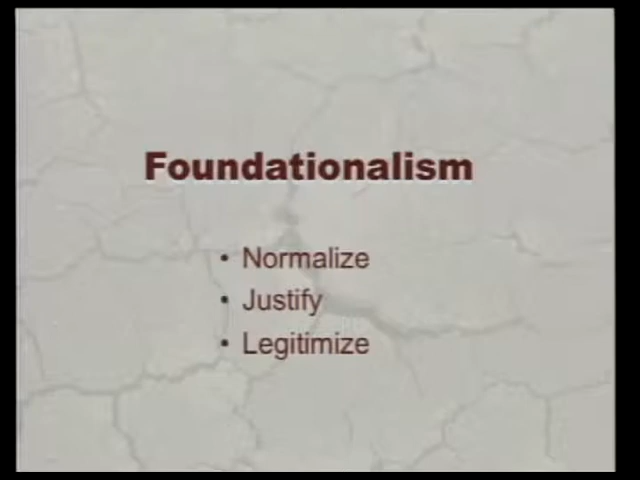 Foundationalism
• Normalize
• Justify
• Legitimize